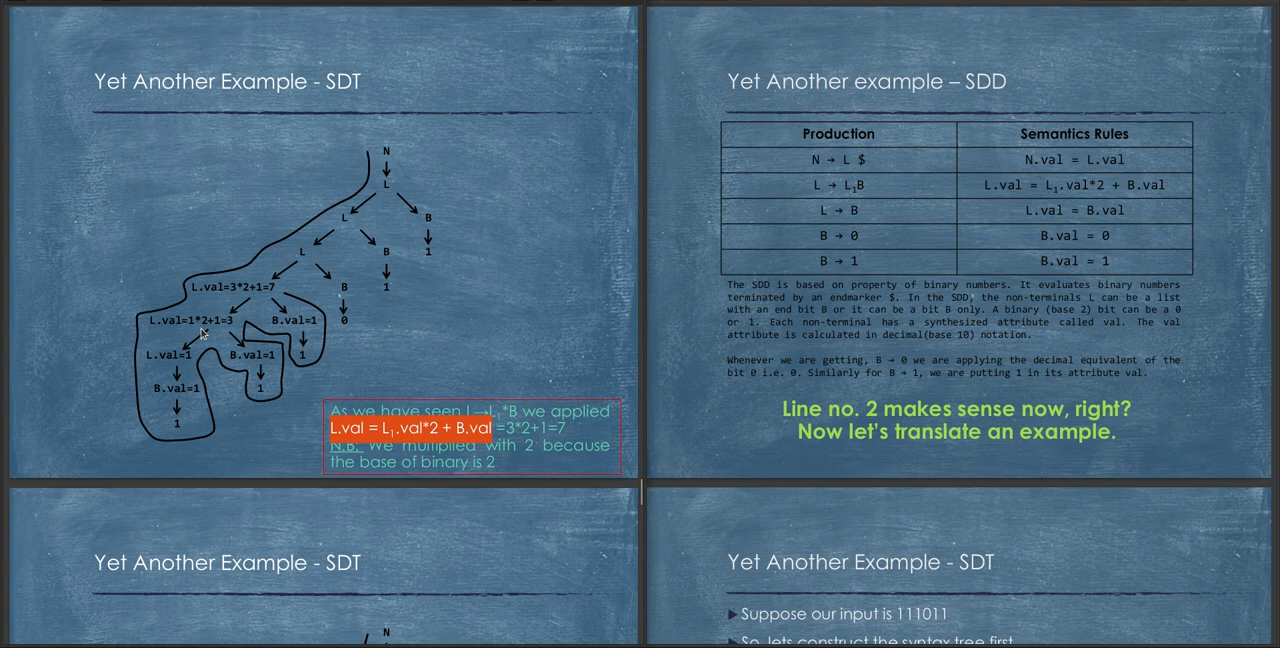 Yet Another Example - SDT
N
L
L B
L B 1
L.val=3*2+1=7 B 1
L.val=1*2+1=3 B.val=1 0
L.val=1 B.val=1 1
B.val=1 1
1
As we have seen L→L1*B we applied
L.val = L1.val*2 + B.val =3*2+1=7
N.B: We multiplied with 2 because
the base of binary is 2
Yet Another example – SDD
Production Semantics Rules
N → L $ N.val = L.val
L → L1B L.val = L1.val*2 + B.val
L → B L.val = B.val
B → 0 B.val = 0
B → 1 B.val = 1
The SDD is based on property of binary numbers. It evaluates binary numbers
terminated by an endmarker $. In the SDD, the non-terminals L can be a list
with an end bit B or it can be a bit B only. A binary (base 2) bit can be a 0
or 1. Each non-terminal has a synthesized attribute called val. The val
attribute is calculated in decimal(base 10) notation.
Whenever we are getting, B → 0 we are applying the decimal equivalent of the
bit 0 i.e. 0. Similarly for B → 1, we are putting 1 in its attribute val.
Line no. 2 makes sense now, right?
Now let's translate an example.
Yet Another Example - SDT
N
Yet Another Example - SDT
Suppose our input is 111011
So, lets construct the syntax tree first